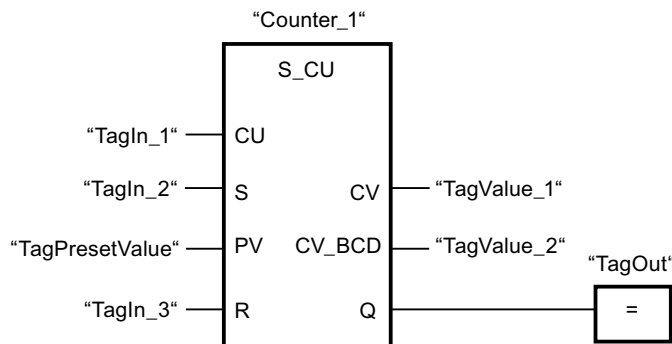 “Counter_1“
S_CU
“TagIn_1“ CU
“TagIn_2“ S CV “TagValue_1“
“TagPresetValue“ PV CV_BCD “TagValue_2“
“TagOut“
“TagIn_3“ R Q =